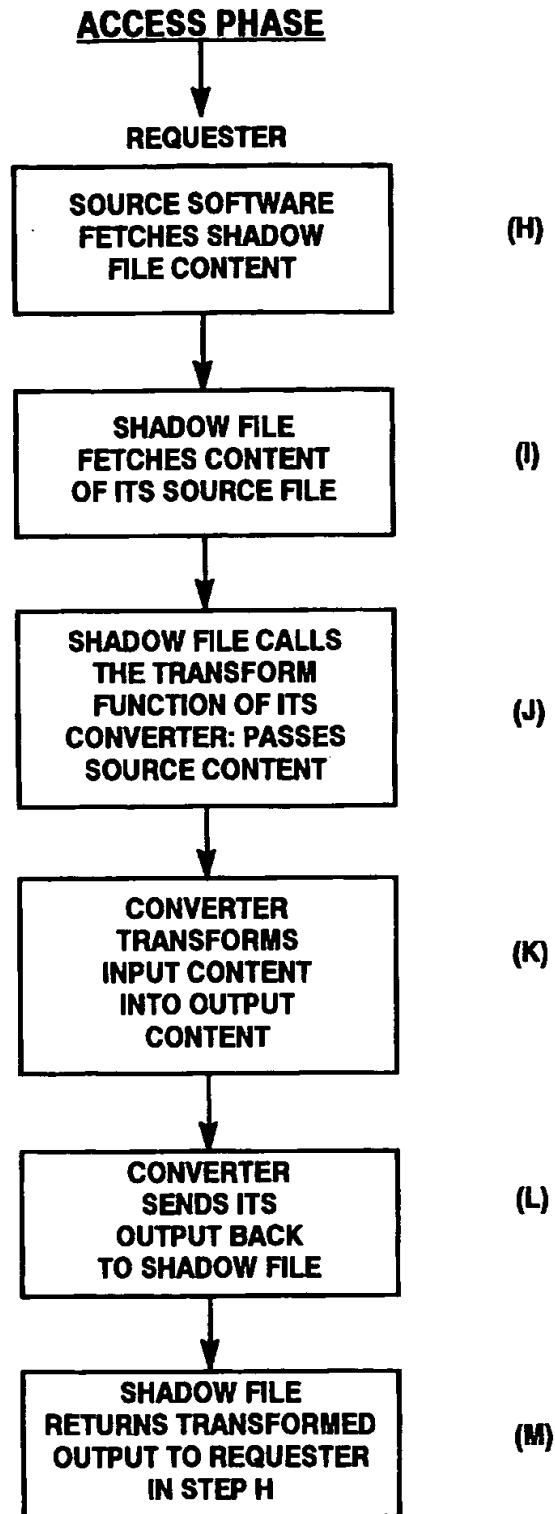 ACCESS PHASE
REQUESTER
SOURCE SOFTWARE
FETCHES SHADOW
FILE CONTENT
(H)
SHADOW FILE
FETCHES CONTENT
OF ITS SOURCE FILE
(I)
SHADOW FILE CALLS
THE TRANSFORM
FUNCTION OF ITS
CONVERTER: PASSES
SOURCE CONTENT
(J)
CONVERTER
TRANSFORMS
INPUT CONTENT
INTO OUTPUT
CONTENT
(K)
CONVERTER
SENDS ITS
OUTPUT BACK
TO SHADOW FILE
(L)
SHADOW FILE
RETURNS TRANSFORMED
OUTPUT TO REQUESTER
IN STEP H
(M)